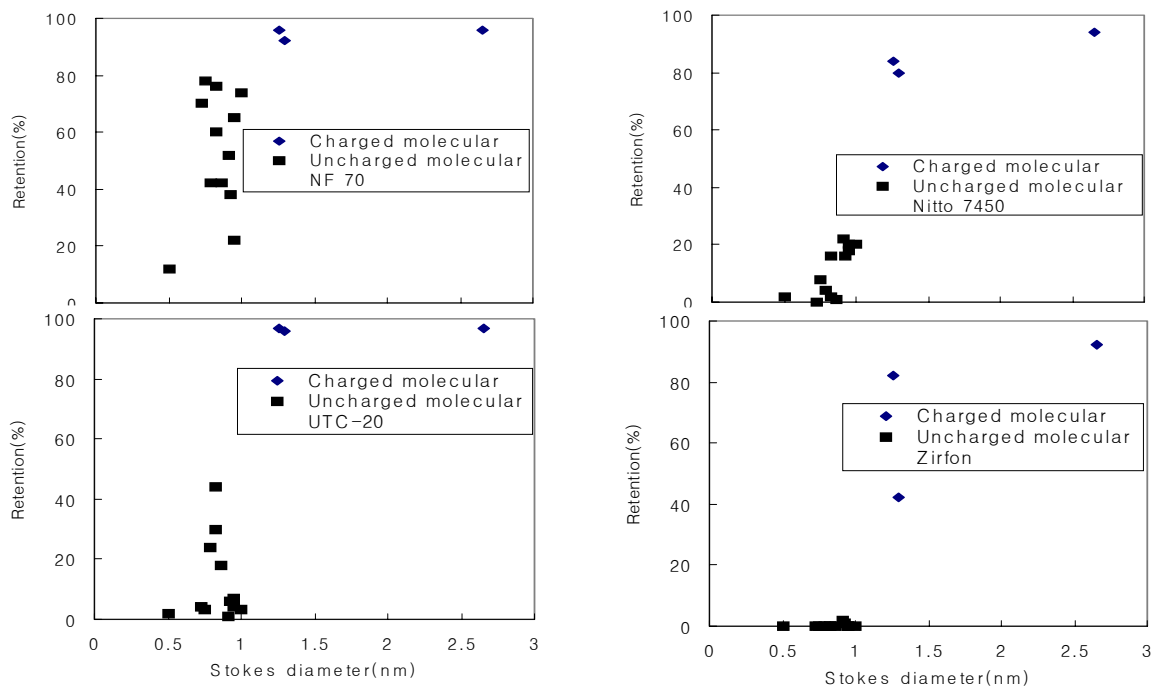 100
80
60
40
20
0
Retention(%)
Charged molecular
Uncharged molecular
NF 70
100
80
60
40
20
0
Retention(%)
Charged molecular
Uncharged molecular
Nitto 7450
100
80
60
40
20
0
Retention(%)
Charged molecular
Uncharged molecular
UTC-20
0 0.5 1 1.5 2 2.5 3
Stokes diameter(nm)
100
80
60
40
20
0
Retention(%)
Charged molecular
Uncharged molecular
Zirfon
0 0.5 1 1.5 2 2.5 3
Stokes diameter(nm)